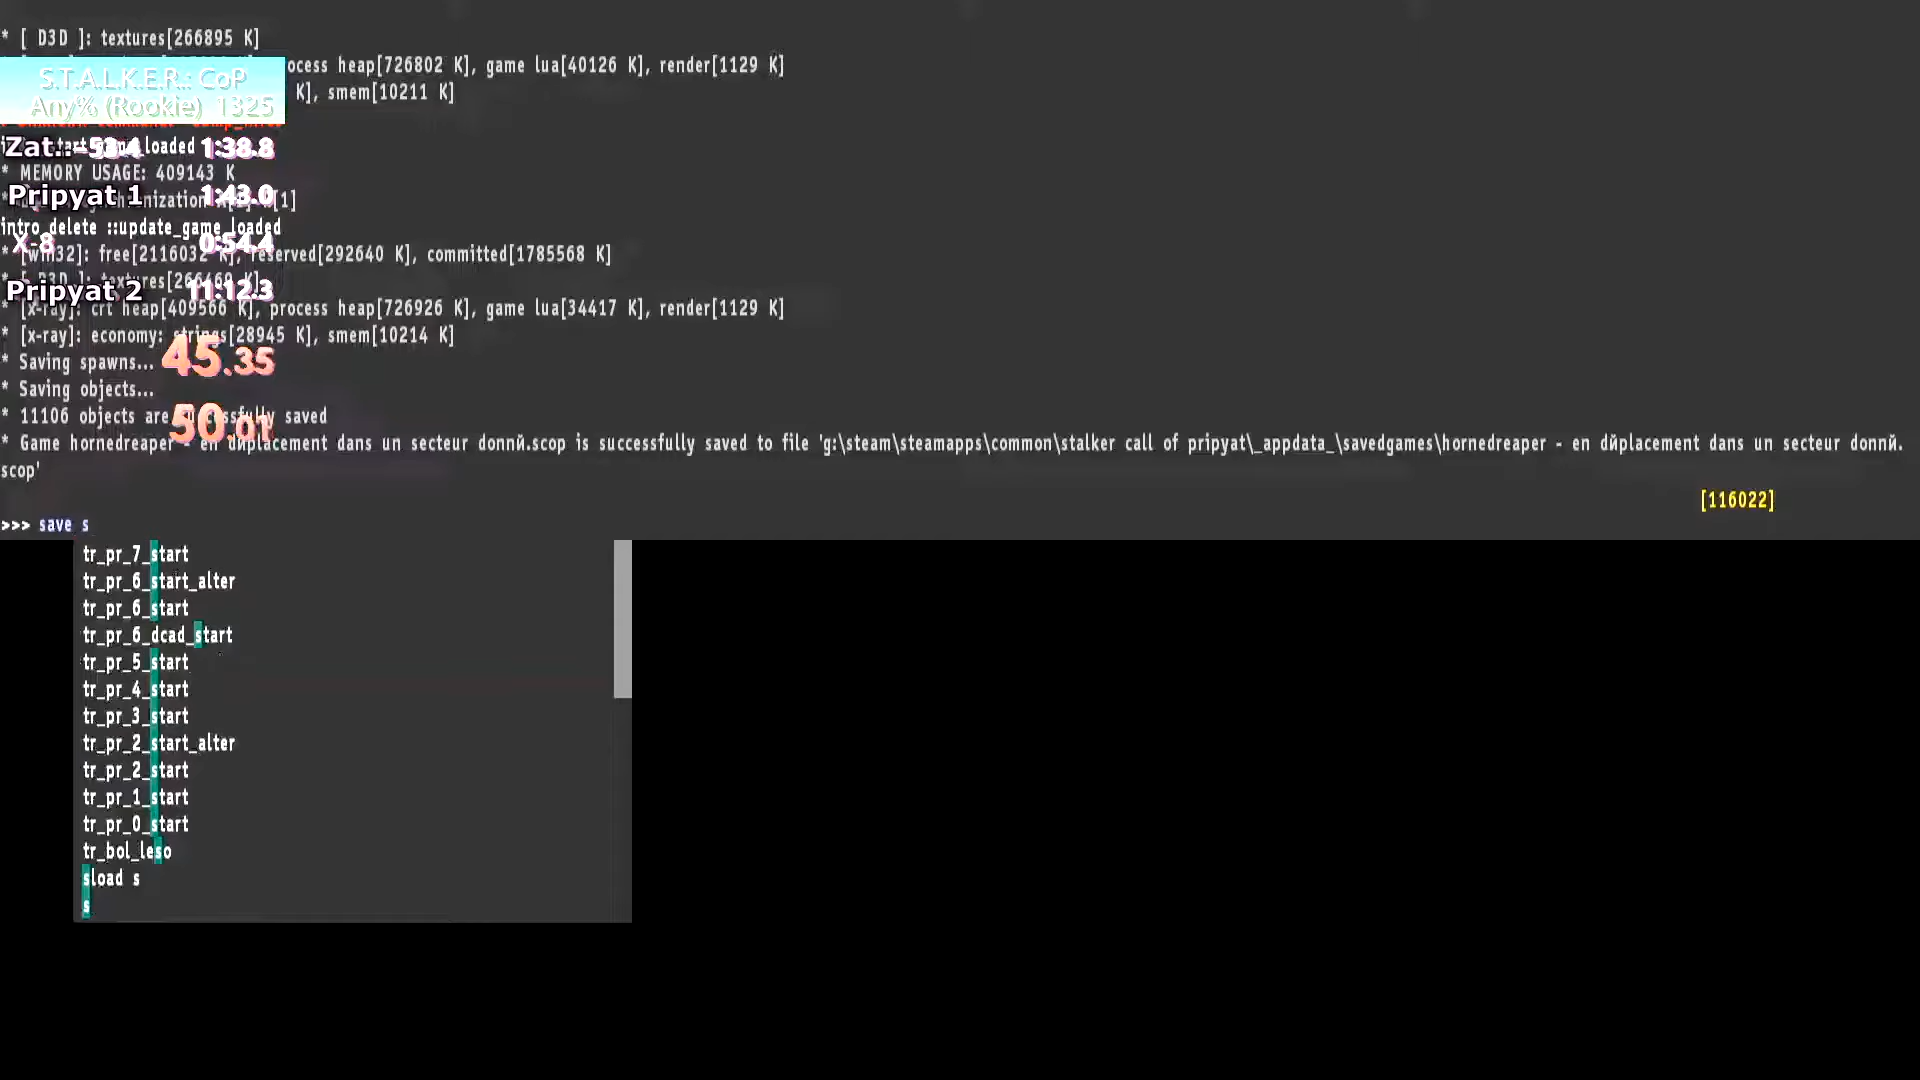 * [ D3D ]: textures[266895 K]
ocess heap[726802 K], game lua[40126 K], render[1129 K]
S.T.A.L.K.E.R.: CoP
K], smem[10211 K]
Any% (Rookie) 1325
loaded
Zat.. -53.4 1:38.8
* MEMORY USAGE: 409143 K
Pripyat 1 1:43.0
[1]
intro_delete ::update_game_loaded
X-8 0:54.4
* [win32]: free[2116032 K], reserved[292640 K], committed[1785568 K]
* [ D3D ]: textures[266469 K]
Pripyat 2 11:12.3
* [x-ray]: crt heap[409566 K], process heap[726926 K], game lua[34417 K], render[1129 K]
* [x-ray]: economy: strings[28945 K], smem[10214 K]
45.35
* Saving spawns...
* Saving objects...
* 11106 objects are successfully saved
50.01
* Game hornedreaper - en dйplacement dans un secteur donnй.scop is successfully saved to file 'g:\steam\steamapps\common\stalker call of pripyat\_appdata_\savedgames\hornedreaper - en dйplacement dans un secteur donnй.
scop'
[116022]
>>> save s
tr_pr_7_start
tr_pr_6_start_alter
tr_pr_6_start
tr_pr_6_dcad_start
tr_pr_5_start
tr_pr_4_start
tr_pr_3_start
tr_pr_2_start_alter
tr_pr_2_start
tr_pr_1_start
tr_pr_0_start
tr_bol_leso
sload s
s